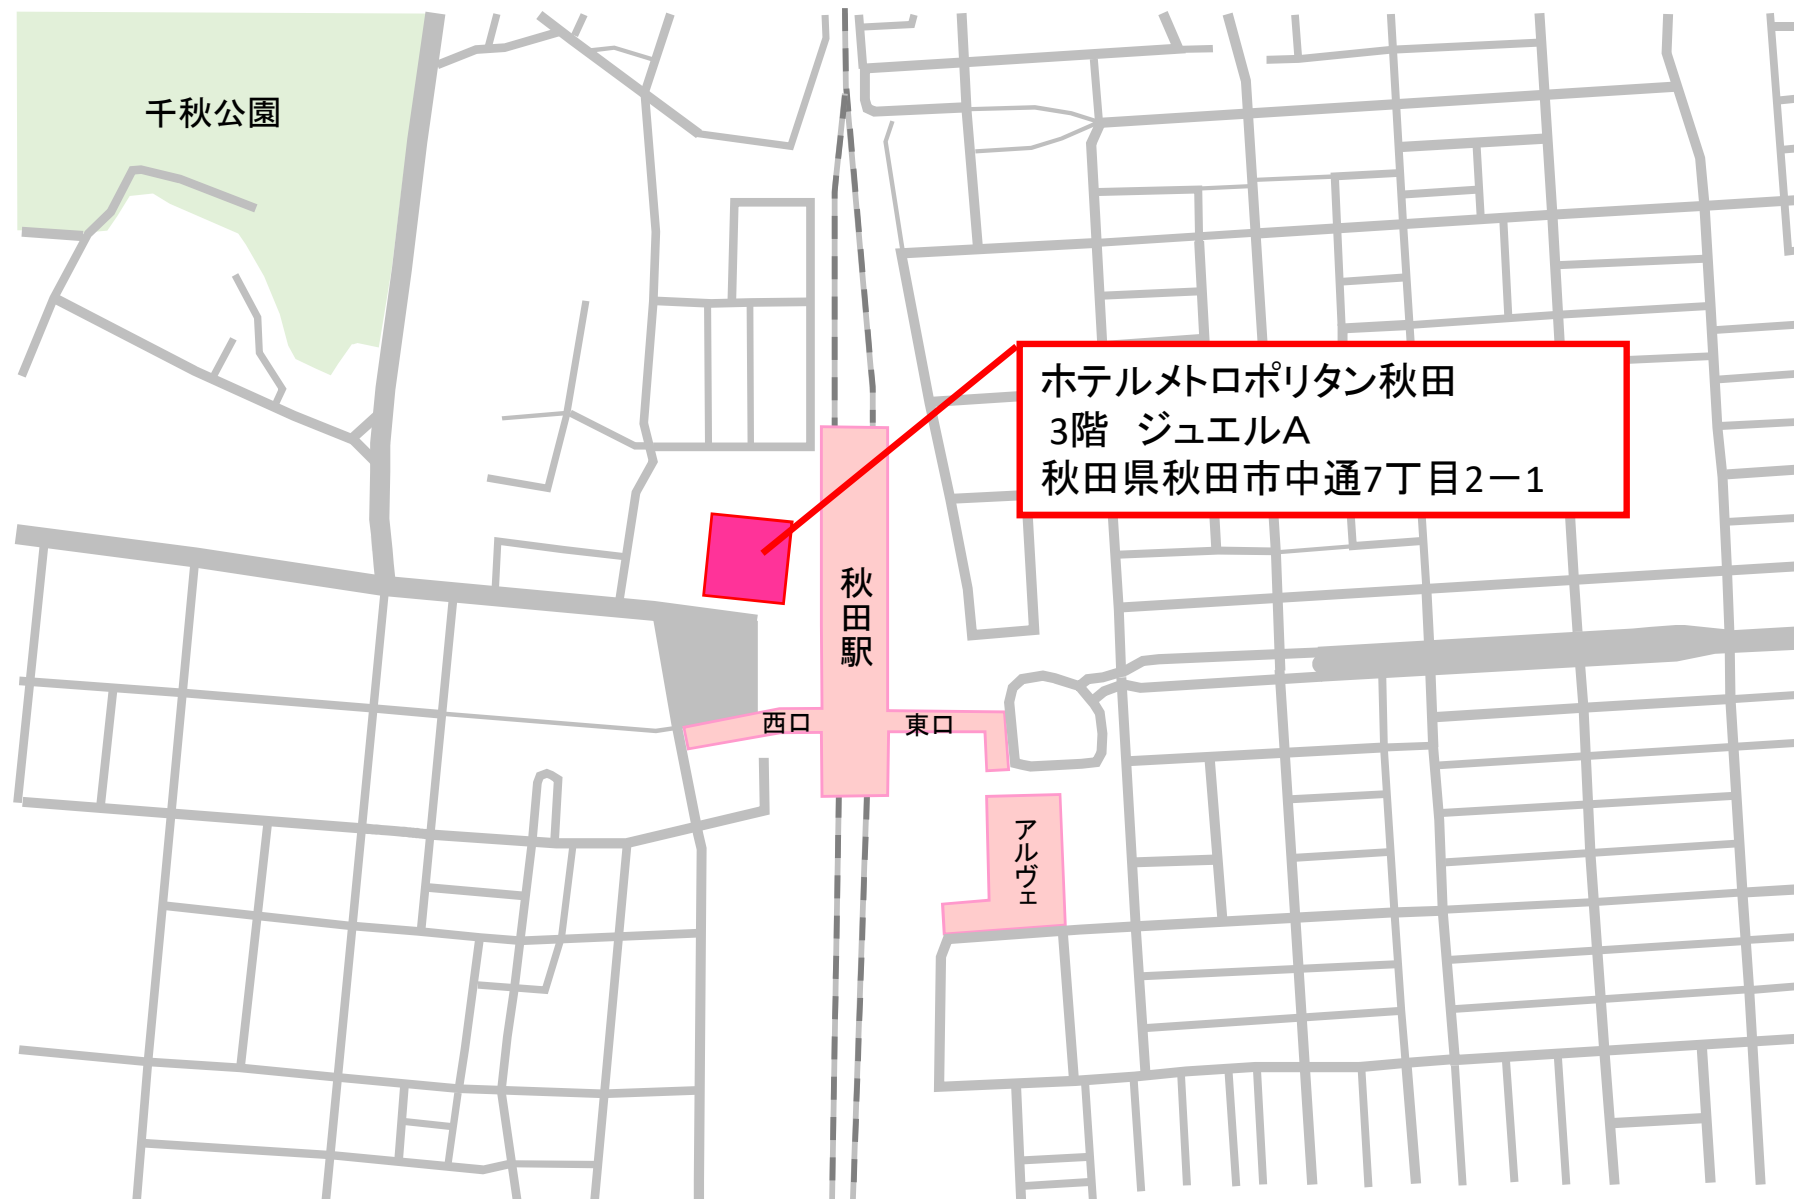 千秋公園
ホテルメトロポリタン秋田
3階　ジュエルA
秋田県秋田市中通7丁目2ー1
秋田駅
西口
東口
アルヴェ